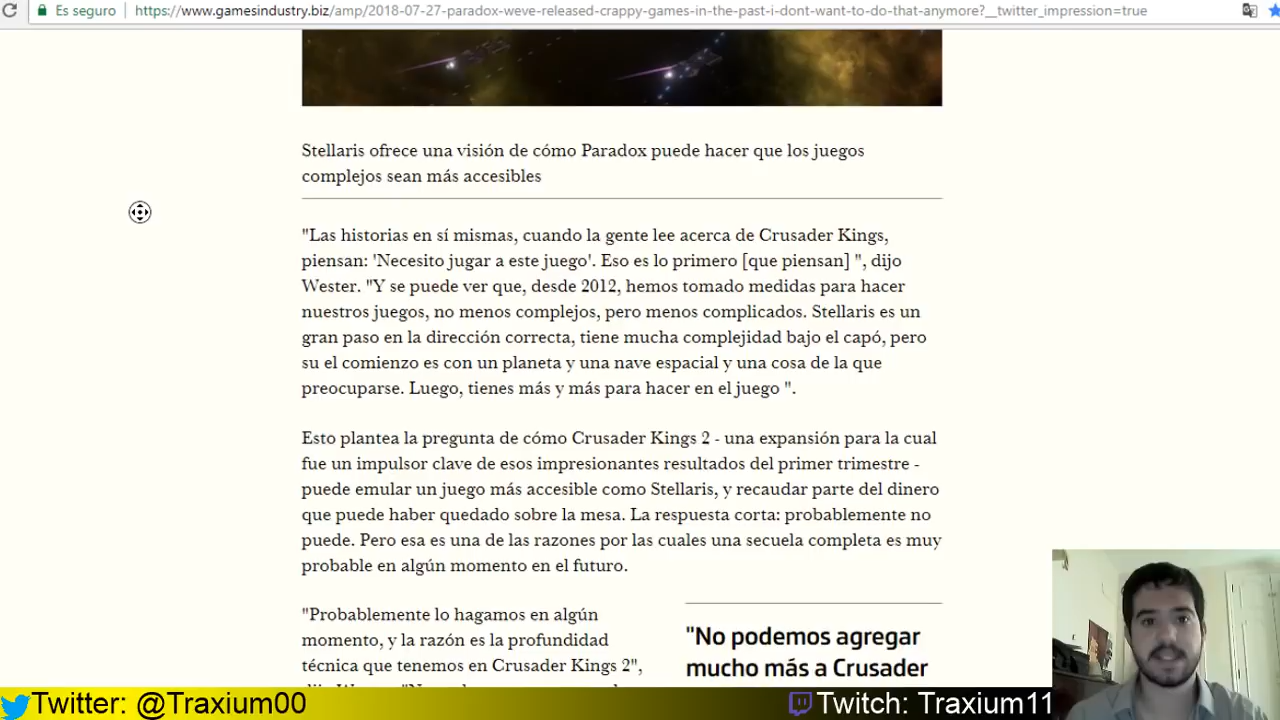 Es seguro
https://www.gamesindustry.biz/amp/2018-07-27-paradox-weve-released-crappy-games-in-the-past-i-dont-want-to-do-that-anymore?__twitter_impression=true
Stellaris ofrece una visión de cómo Paradox puede hacer que los juegos
complejos sean más accesibles
"Las historias en sí mismas, cuando la gente lee acerca de Crusader Kings,
piensan: 'Necesito jugar a este juego'. Eso es lo primero [que piensan] ", dijo
Wester. "Y se puede ver que, desde 2012, hemos tomado medidas para hacer
nuestros juegos, no menos complejos, pero menos complicados. Stellaris es un
gran paso en la dirección correcta, tiene mucha complejidad bajo el capó, pero
su el comienzo es con un planeta y una nave espacial y una cosa de la que
preocuparse. Luego, tienes más y más para hacer en el juego ".
Esto plantea la pregunta de cómo Crusader Kings 2 - una expansión para la cual
fue un impulsor clave de esos impresionantes resultados del primer trimestre -
puede emular un juego más accesible como Stellaris, y recaudar parte del dinero
que puede haber quedado sobre la mesa. La respuesta corta: probablemente no
puede. Pero esa es una de las razones por las cuales una secuela completa es muy
probable en algún momento en el futuro.
"Probablemente lo hagamos en algún
momento, y la razón es la profundidad
técnica que tenemos en Crusader Kings 2",
"No podemos agregar
mucho más a Crusader
Twitter: @Traxium00
Twitch: Traxium11